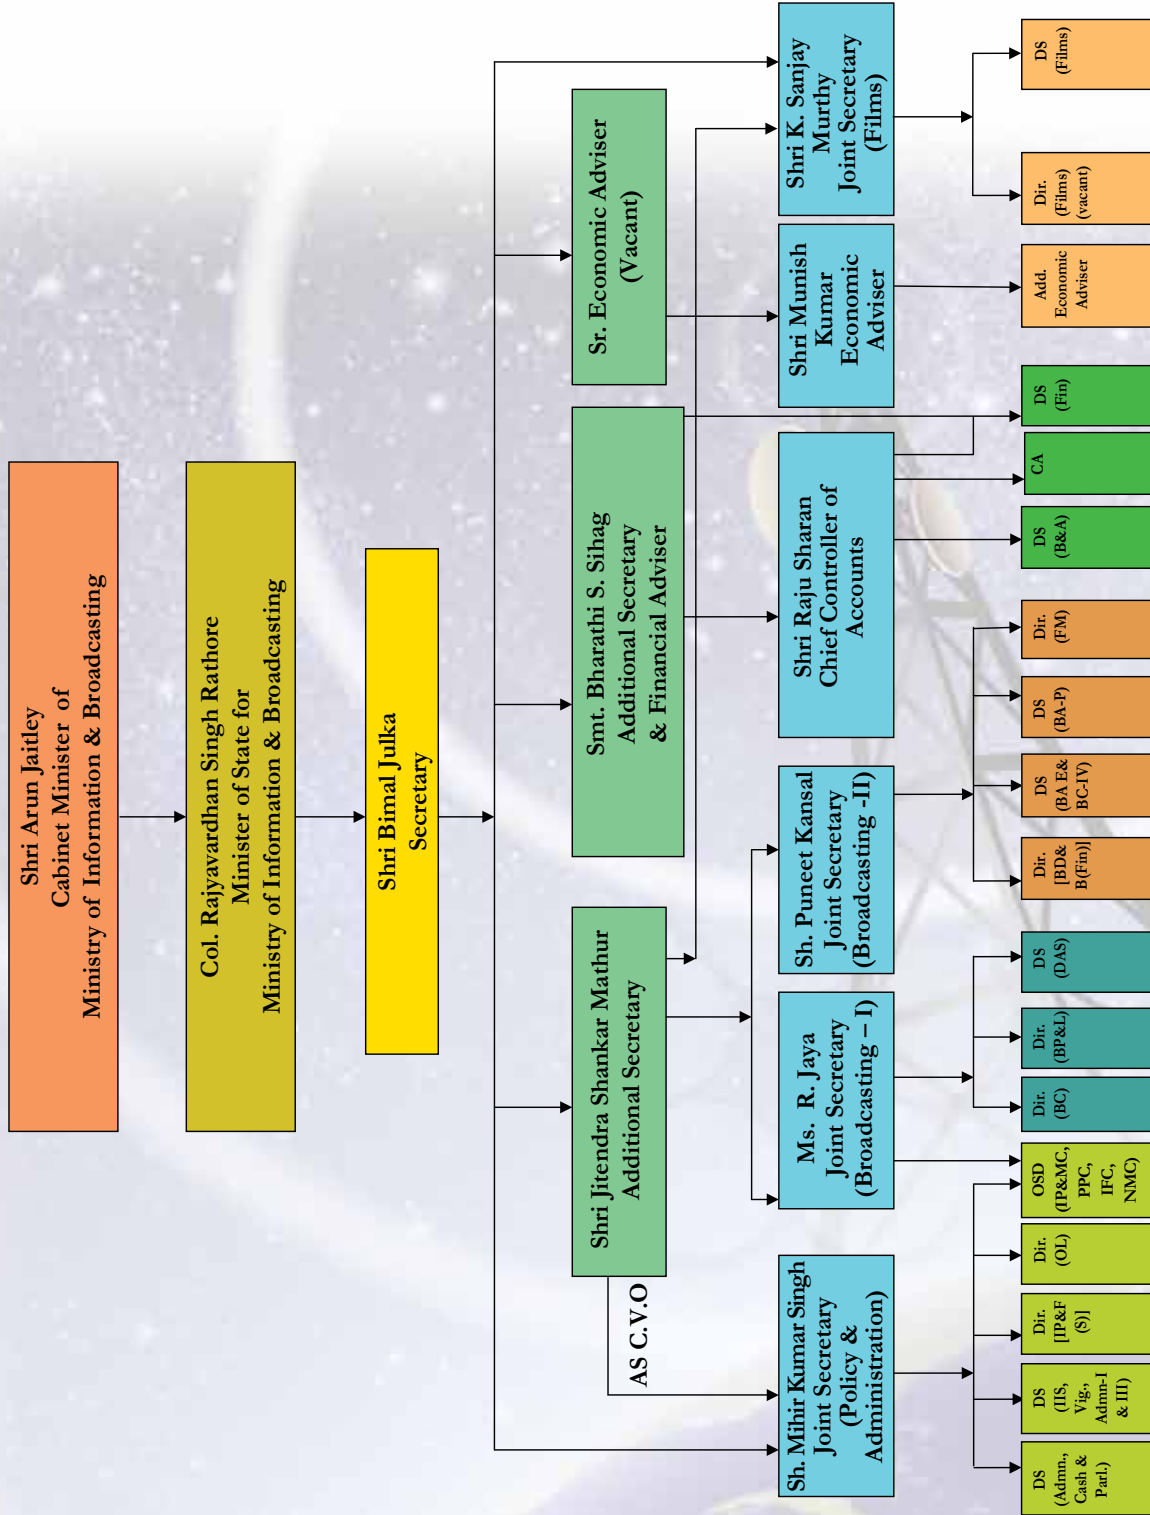 Shri Arun Jaitley
Cabinet Minister of
Ministry of Information & Broadcasting
Col. Rajyavardhan Singh Rathore
Minister of State for
Ministry of Information & Broadcasting
Shri Bimal Julka
Secretary
Shri Jitendra Shankar Mathur
Additional Secretary
Smt. Bharathi S. Sihag
Additional Secretary
& Financial Adviser
Sr. Economic Adviser
(Vacant)
AS C.V.O
Sh. Mihir Kumar Singh
Joint Secretary
(Policy &
Administration)
Ms. R. Jaya
Joint Secretary
(Broadcasting – I)
Sh. Puneet Kansal
Joint Secretary
(Broadcasting -II)
Shri Raju Sharan
Chief Controller of
Accounts
Shri Munish
Kumar
Economic
Adviser
Shri K. Sanjay
Murthy
Joint Secretary
(Films)
DS
(Admn.,
Cash &
Parl.)
DS
(IIS,
Vig.,
Admn-I
& III)
Dir.
[IP&F
(S)]
Dir.
(OL)
OSD
(IP&MC,
PPC,
IFC,
NMC)
Dir.
(BC)
Dir.
(BP&L)
DS
(DAS)
Dir.
[BD&
B(Fin)]
DS
(BA E&
BC-IV)
DS
(BA-P)
Dir.
(FM)
DS
(B&A)
CA
DS
(Fin)
Add.
Economic
Adviser
Dir.
(Films)
(vacant)
DS
(Films)